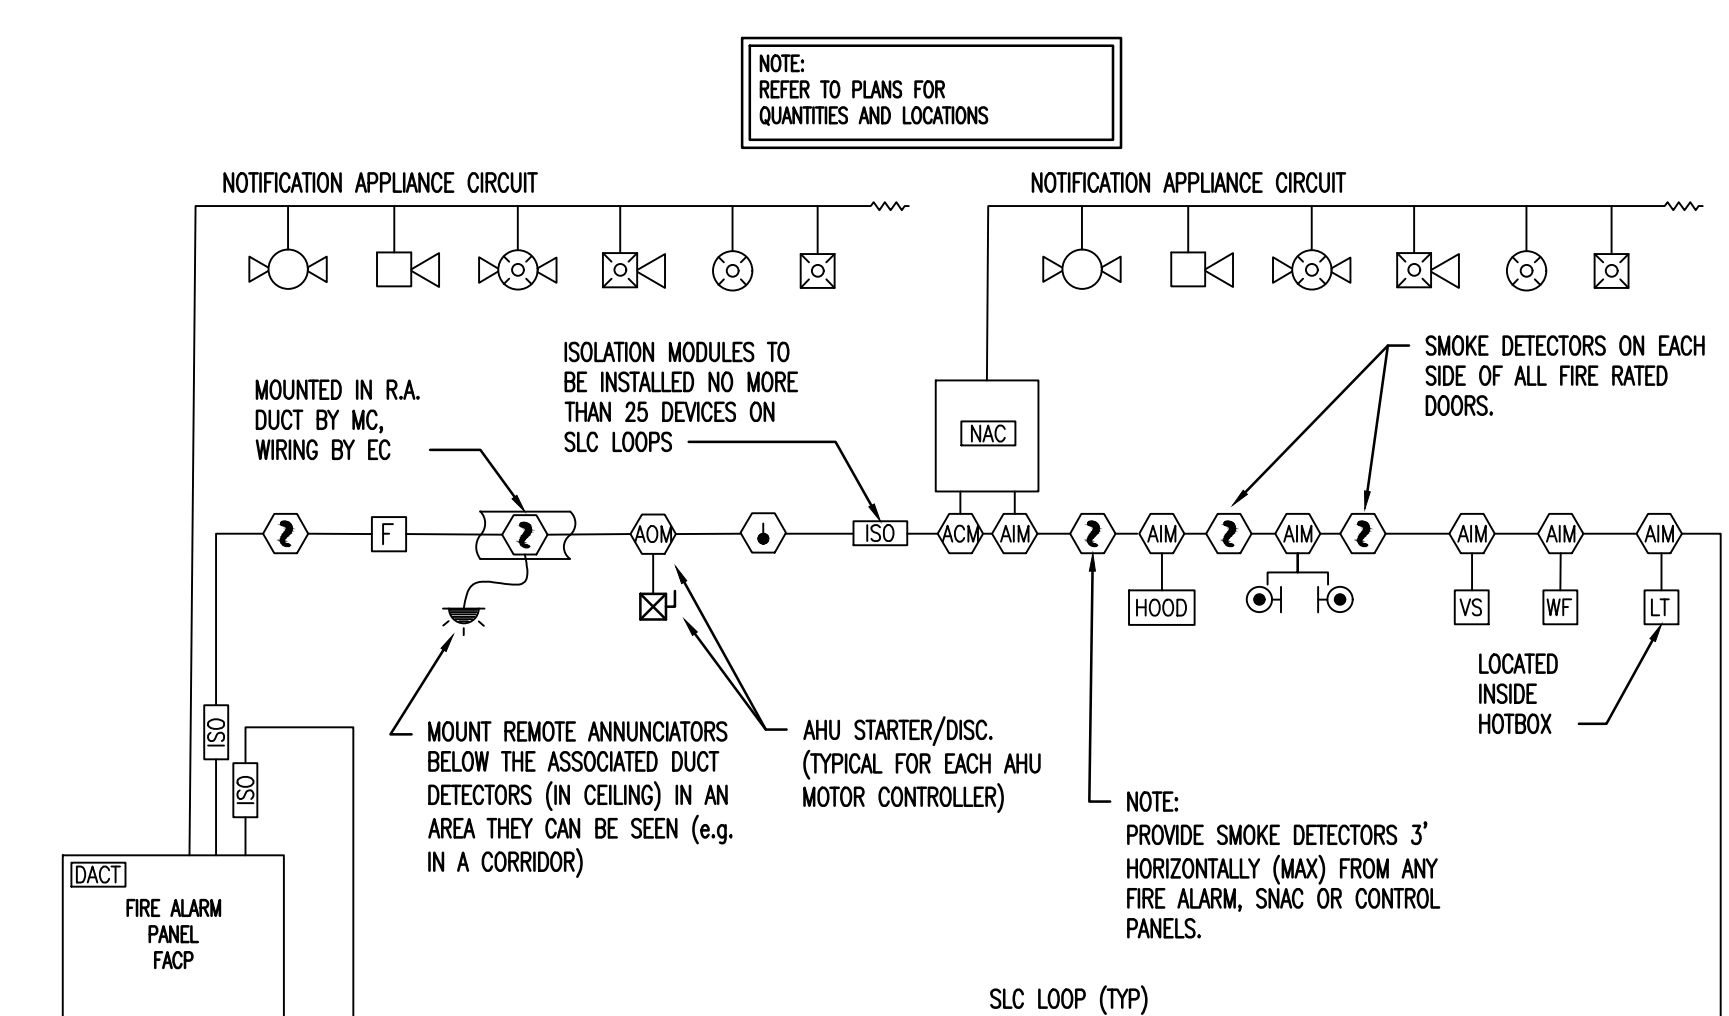 NOTE:
REFER TO PLANS FOR
QUANTITIES AND LOCATIONS
NOTIFICATION APPLIANCE CIRCUIT
NOTIFICATION APPLIANCE CIRCUIT
MOUNTED IN R.A.
DUCT BY MC,
WIRING BY EC
ISOLATION MODULES TO
BE INSTALLED NO MORE
THAN 25 DEVICES ON
SLC LOOPS
NAC
SMOKE DETECTORS ON EACH
SIDE OF ALL FIRE RATED
DOORS.
F
AOM
ISO
ACM
AIM
AIM
AIM
AIM
AIM
AIM
HOOD
VS
WF
LT
LOCATED
INSIDE
HOTBOX
ISO
ISO
MOUNT REMOTE ANNUNCIATORS
BELOW THE ASSOCIATED DUCT
DETECTORS (IN CEILING) IN AN
AREA THEY CAN BE SEEN (e.g.
IN A CORRIDOR)
AHU STARTER/DISC.
(TYPICAL FOR EACH AHU
MOTOR CONTROLLER)
NOTE:
PROVIDE SMOKE DETECTORS 3'
HORIZONTALLY (MAX) FROM ANY
FIRE ALARM, SNAC OR CONTROL
PANELS.
DACT
FIRE ALARM
PANEL
FACP
SLC LOOP (TYP)